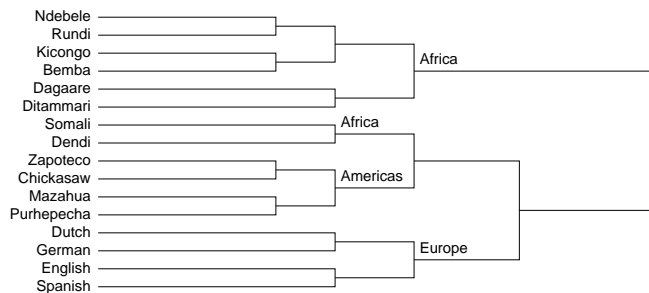 Ndebele
Rundi
Kicongo
Bemba
Africa
Dagaare
Ditammari
Somali
Africa
Dendi
Zapoteco
Chickasaw
Americas
Mazahua
Purhepecha
Dutch
German
Europe
English
Spanish